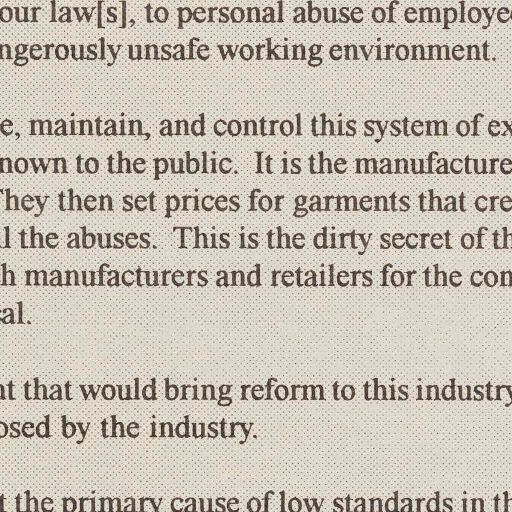 our law[s], to personal abuse of employe
ngerously unsafe working environment.
e, maintain, and control this system of ex
nown to the public. It is the manufacture
They then set prices for garments that cre
l the abuses. This is the dirty secret of th
h manufacturers and retailers for the con
al.
nt that would bring reform to this industry
osed by the industry.
t the primary cause of low standards in th